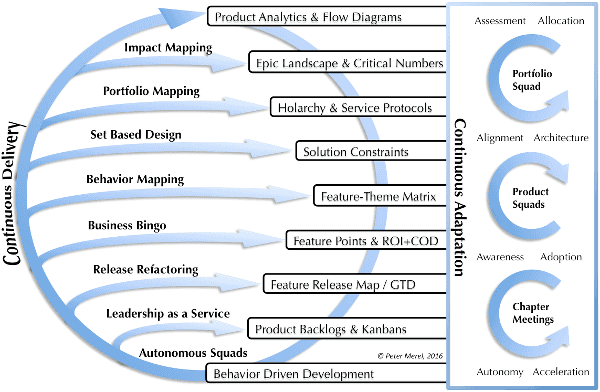 Product Analytics & Flow Diagrams
Impact Mapping
Epic Landscape & Critical Numbers
Portfolio Mapping
Holarchy & Service Protocols
Set Based Design
Solution Constraints
Behavior Mapping
Feature-Theme Matrix
Business Bingo
Feature Points & ROI+COD
Release Refactoring
Feature Release Map / GTD
Leadership as a Service
Product Backlogs & Kanbans
Autonomous Squads
© Peter Merel, 2016
Behavior Driven Development
Continuous Delivery
Continuous Adaptation
Assessment Allocation
Portfolio
Squad
Alignment Architecture
Product
Squads
Awareness Adoption
Chapter
Meetings
Autonomy Acceleration